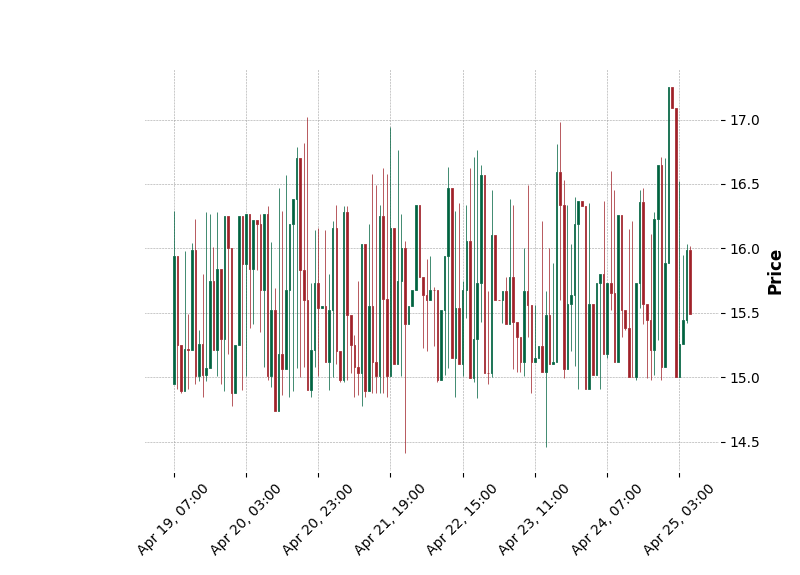 17.0
16.5
16.0
15.5
15.0
14.5
Price
Apr 19, 07:00
Apr 20, 03:00
Apr 20, 23:00
Apr 21, 19:00
Apr 22, 15:00
Apr 23, 11:00
Apr 24, 07:00
Apr 25, 03:00